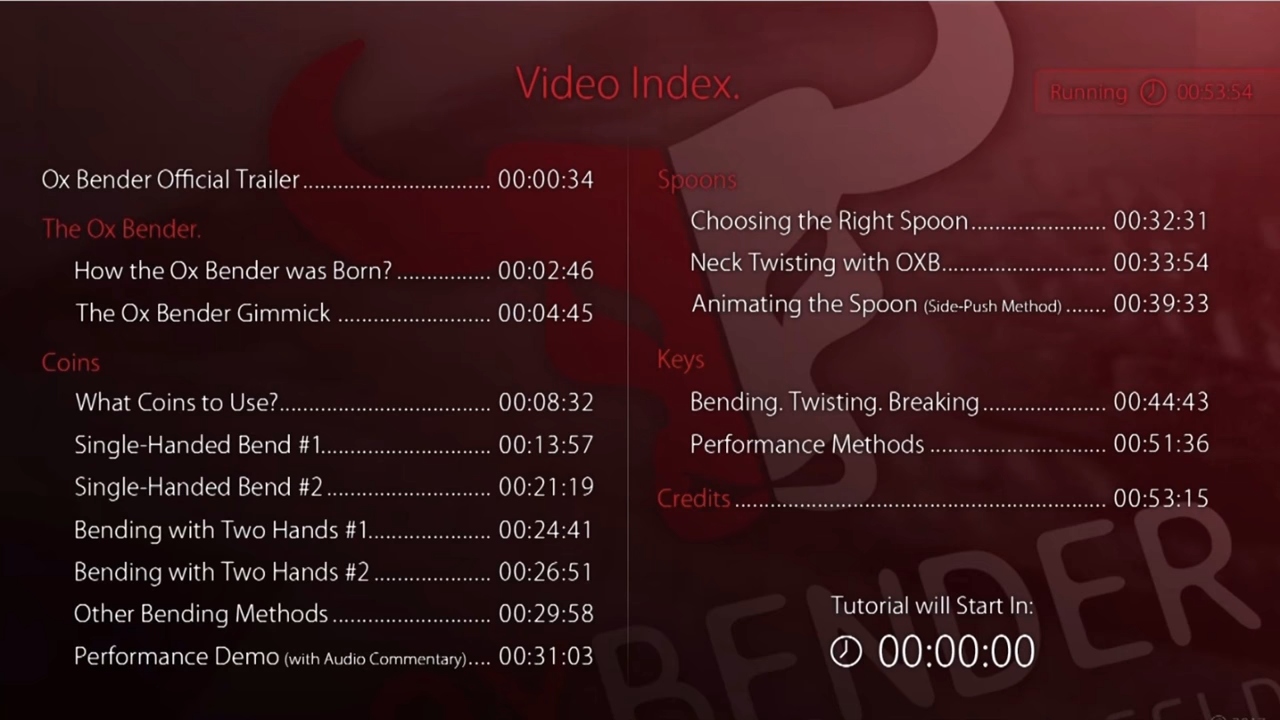 Video Index.
Running 00:53:54
Ox Bender Official Trailer................................ 00:00:34
The Ox Bender.
How the Ox Bender was Born?................ 00:02:46
The Ox Bender Gimmick .......................... 00:04:45
Coins
What Coins to Use?.................................... 00:08:32
Single-Handed Bend #1............................. 00:13:57
Single-Handed Bend #2............................ 00:21:19
Bending with Two Hands #1..................... 00:24:41
Bending with Two Hands #2.................... 00:26:51
Other Bending Methods........................... 00:29:58
Performance Demo (with Audio Commentary).... 00:31:03
Spoons
Choosing the Right Spoon....................... 00:32:31
Neck Twisting with OXB............................ 00:33:54
Animating the Spoon (Side-Push Method)....... 00:39:33
Keys
Bending. Twisting. Breaking..................... 00:44:43
Performance Methods .............................. 00:51:36
Credits................................................................ 00:53:15
Tutorial will Start In:
00:00:00
OXBENDER